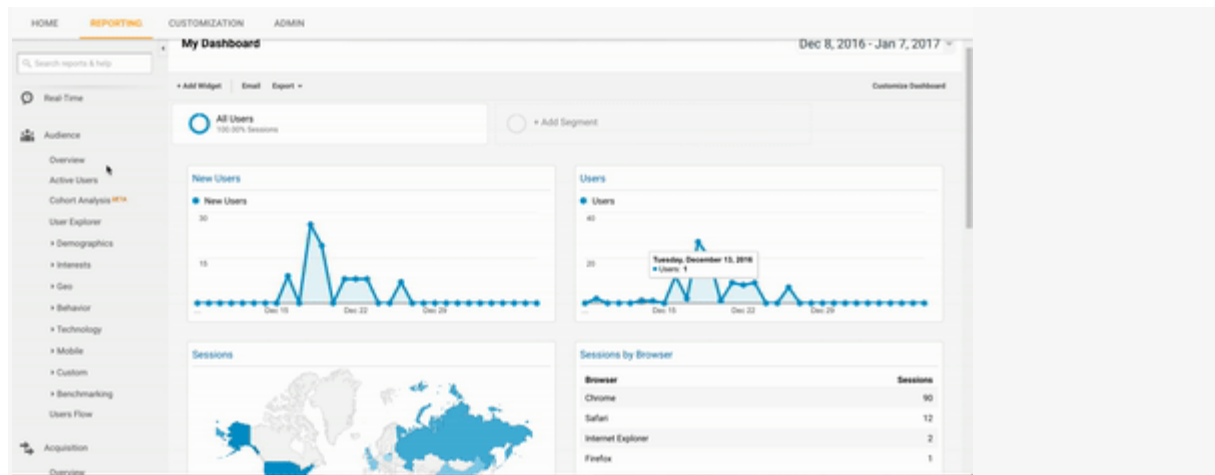 HOME REPORTING CUSTOMIZATION ADMIN
My Dashboard
Dec 8, 2016 - Jan 7, 2017
Search reports & help
+ Add Widget Email Export
Customize Dashboard
Real-Time
All Users
100.00% Sessions
+ Add Segment
Audience
Overview
Active Users
Cohort Analysis BETA
User Explorer
Demographics
Interests
Geo
Behavior
Technology
Mobile
Custom
Benchmarking
Users Flow
Acquisition
Overview
New Users
New Users
30
15
... Dec 15 Dec 22 Dec 29
Users
Users
40
20
Tuesday, December 13, 2016
Users: 1
... Dec 15 Dec 22 Dec 29
Sessions
Sessions by Browser
Browser Sessions
Chrome 90
Safari 12
Internet Explorer 2
Firefox 1